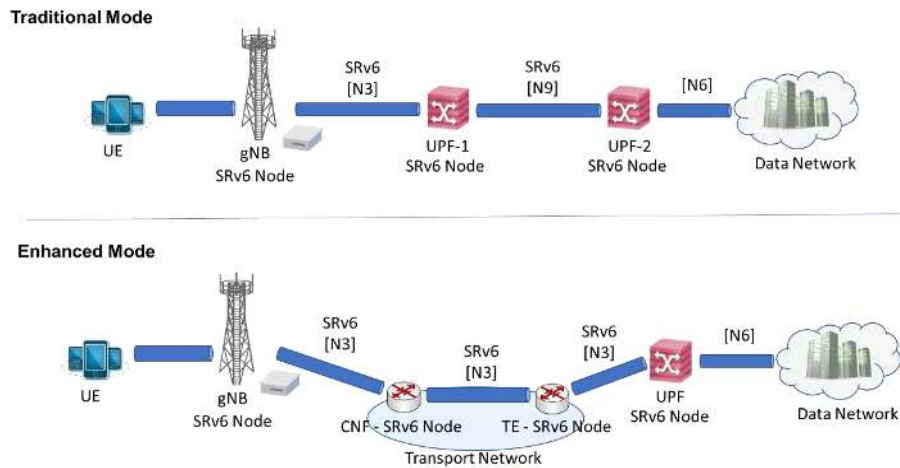 Traditional Mode
SRv6
[N3]
SRv6
[N9]
[N6]
UE
gNB
SRv6 Node
UPF-1
SRv6 Node
UPF-2
SRv6 Node
Data Network
Enhanced Mode
SRv6
[N3]
SRv6
[N3]
SRv6
[N3]
[N6]
UE
gNB
SRv6 Node
CNF - SRv6 Node
TE - SRv6 Node
UPF
SRv6 Node
Data Network
Transport Network